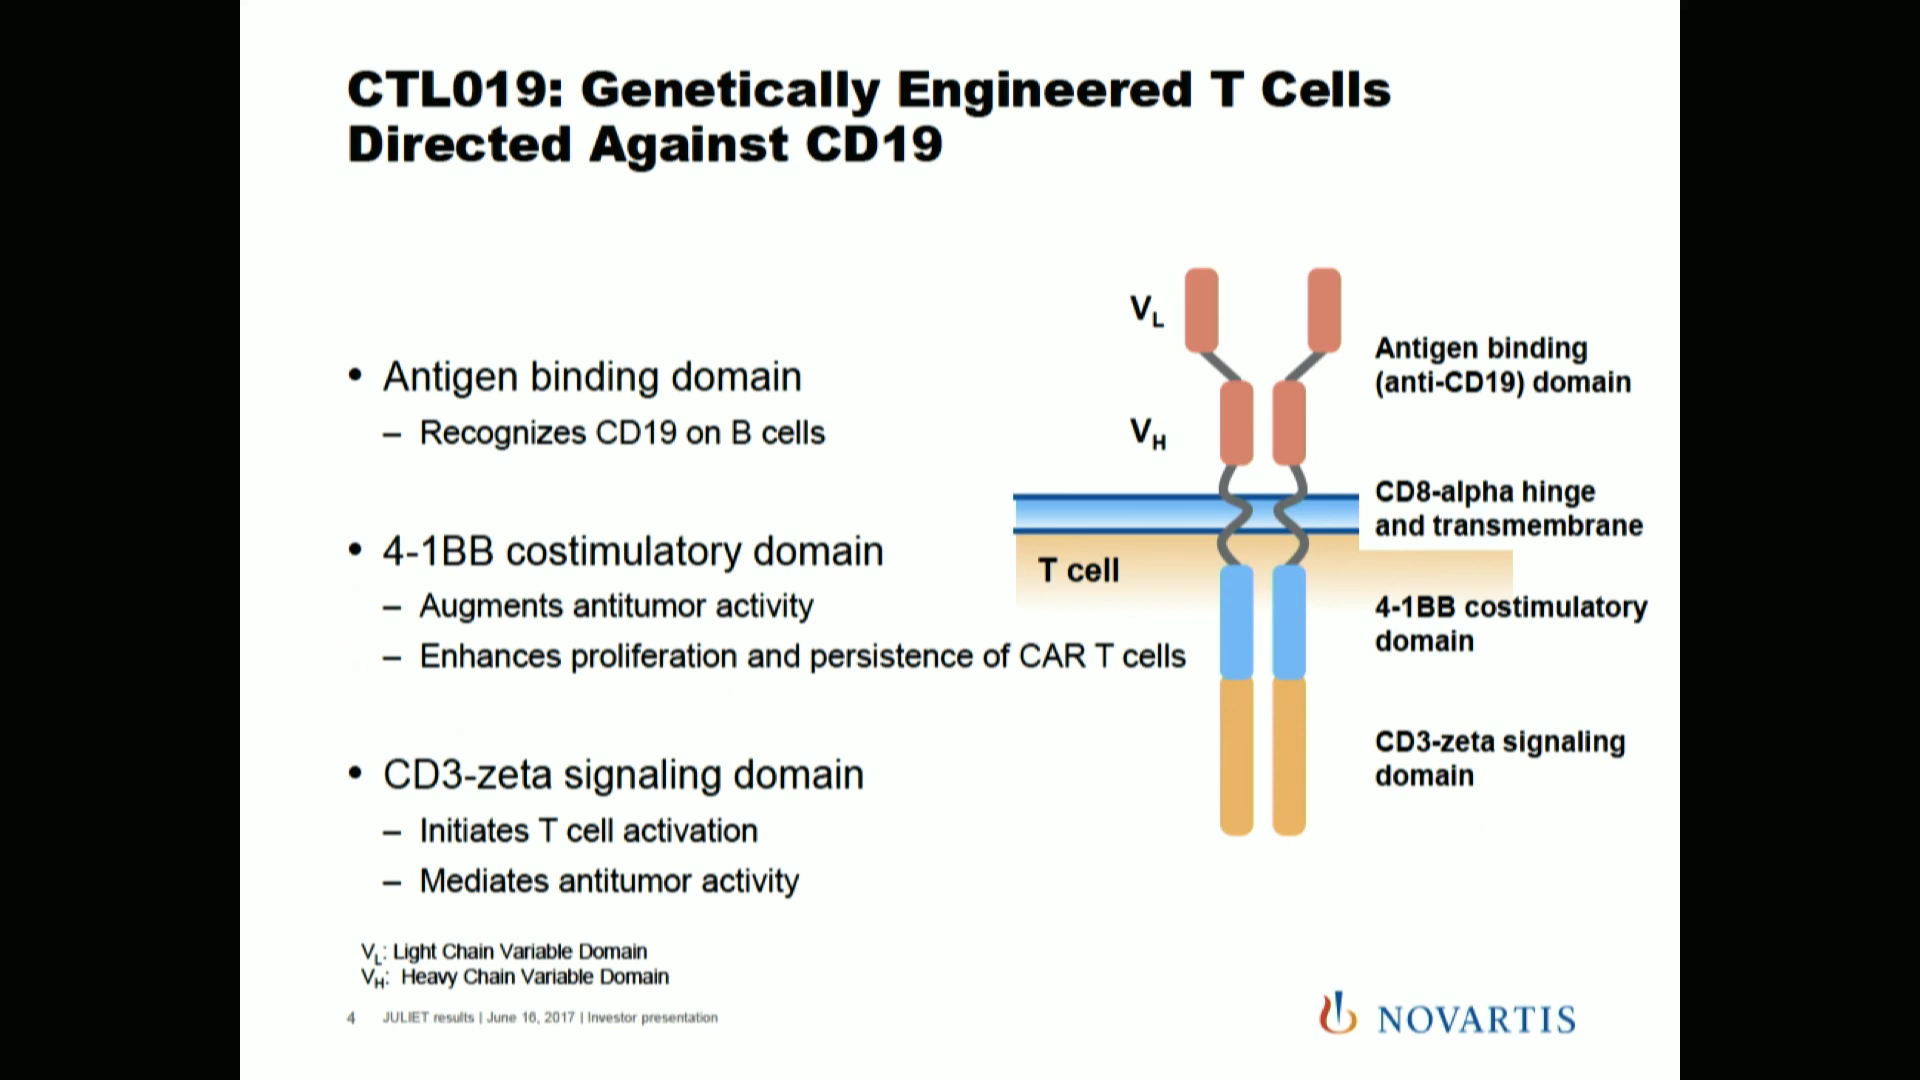 CTL019: Genetically Engineered T Cells
Directed Against CD19
• Antigen binding domain
– Recognizes CD19 on B cells
• 4-1BB costimulatory domain
– Augments antitumor activity
– Enhances proliferation and persistence of CAR T cells
• CD3-zeta signaling domain
– Initiates T cell activation
– Mediates antitumor activity
VL
VH
T cell
Antigen binding
(anti-CD19) domain
CD8-alpha hinge
and transmembrane
4-1BB costimulatory
domain
CD3-zeta signaling
domain
VL: Light Chain Variable Domain
VH: Heavy Chain Variable Domain
4 JULIET results | June 16, 2017 | Investor presentation
NOVARTIS